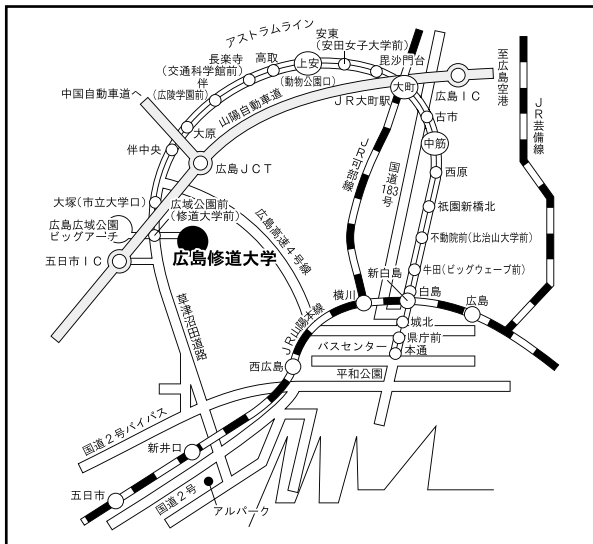 アストラムライン
安東
(安田女子大学前)
毘沙門台
上安
(動物公園口)
高取
長楽寺
(交通科学館前)
伴
(広陵学園前)
中国自動車道へ
大原
伴中央
山陽自動車道
JR大町駅
大町
広島IC
至広島空港
JR芸備線
古市
中筋
西原
国道183号
JR可部線
祇園新橋北
不動院前(比治山大学前)
牛田(ビッグウェーブ前)
新白島
白島
広島JCT
大塚(市立大学口)
広域公園前
(修道大学前)
広島広域公園
ビッグアーチ
広島修道大学
五日市IC
広島高速4号線
草津沼田道路
横川
広島
城北
県庁前
本通
バスセンター
平和公園
JR山陽本線
西広島
国道2号バイパス
新井口
五日市
国道2号
アルパーク